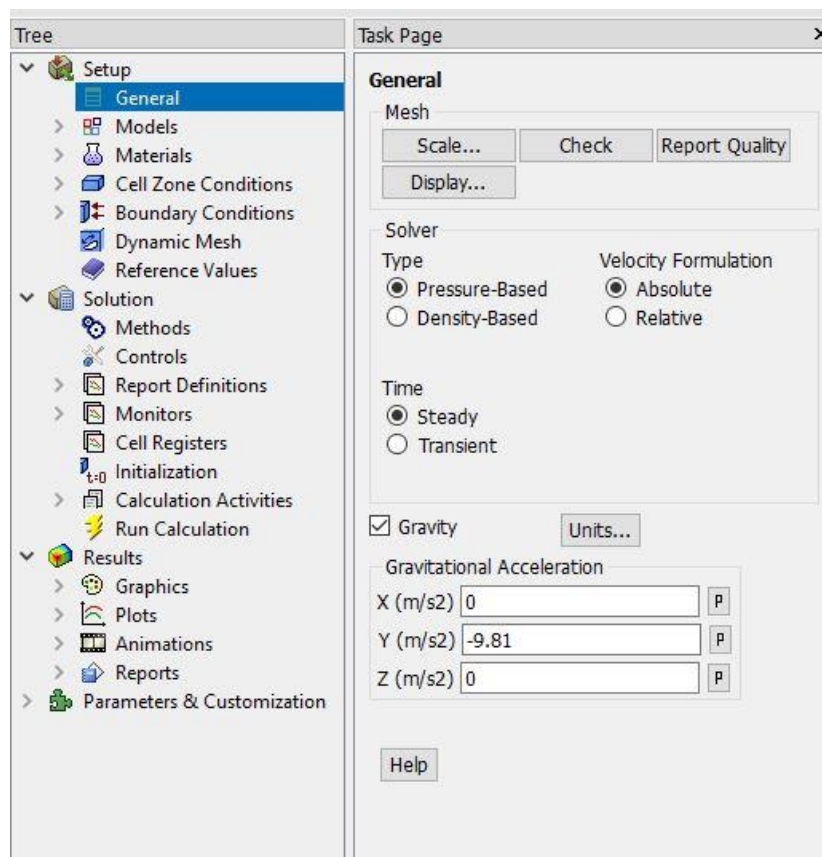 Tree
Setup
General
Models
Materials
Cell Zone Conditions
Boundary Conditions
Dynamic Mesh
Reference Values
Solution
Methods
Controls
Report Definitions
Monitors
Cell Registers
t=0 Initialization
Calculation Activities
Run Calculation
Results
Graphics
Plots
Animations
Reports
Parameters & Customization
Task Page
General
Mesh
Scale... Check Report Quality
Display...
Solver
Type Velocity Formulation
Pressure-Based Absolute
Density-Based Relative
Time
Steady
Transient
Gravity Units...
Gravitational Acceleration
X (m/s2) 0 P
Y (m/s2) -9.81 P
Z (m/s2) 0 P
Help